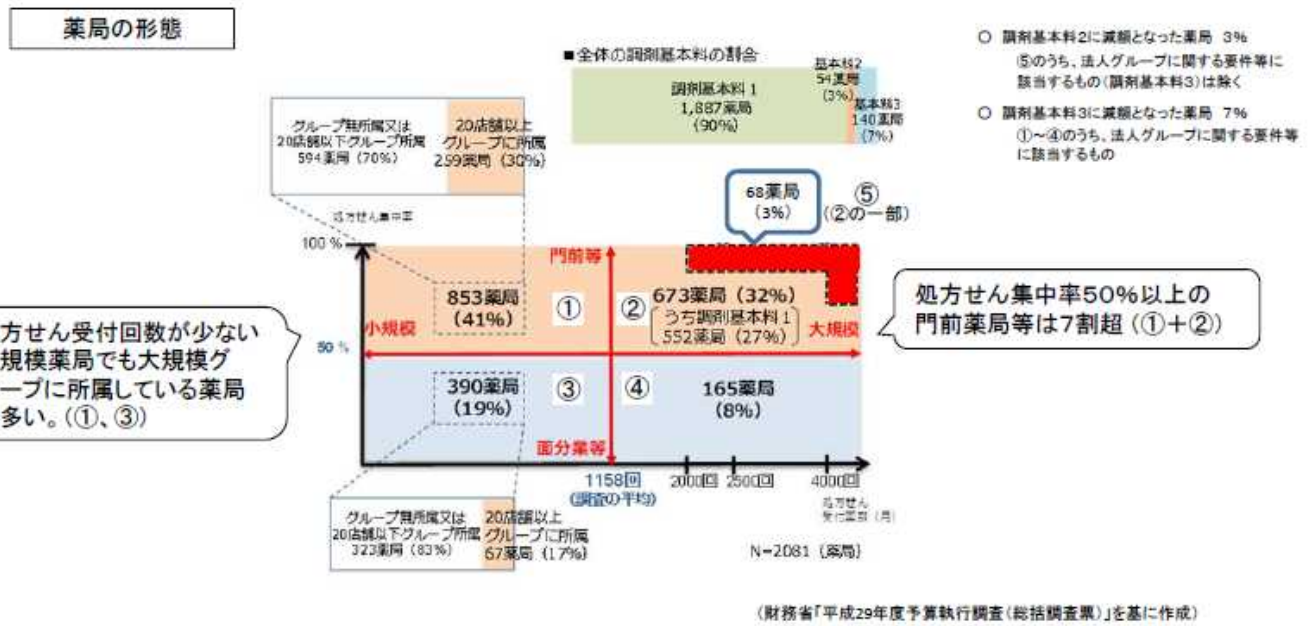 薬局の形態
■全体の調剤基本料の割合
調剤基本料1
1,887薬局
(90%)
基本料2
54薬局
(3%)
基本料3
140薬局
(7%)
○ 調剤基本料2に減額となった薬局 3%
⑤のうち、法人グループに関する要件等に
該当するもの(調剤基本料3)は除く
○ 調剤基本料3に減額となった薬局 7%
①~④のうち、法人グループに関する要件等
に該当するもの
グループ無所属又は
20店舗以下グループ所属
594薬局 (70%)
20店舗以上
グループに所属
259薬局 (30%)
68薬局
(3%)
⑤
(②の一部)
処方せん集中率
100 %
50 %
門前等
小規模
大規模
面分業等
853薬局
(41%)
①
②
673薬局 (32%)
うち調剤基本料1
552薬局 (27%)
390薬局
(19%)
③
④
165薬局
(8%)
方せん受付回数が少ない
規模薬局でも大規模グ
ープに所属している薬局
多い。(①、③)
処方せん集中率50%以上の
門前薬局等は7割超 (①+②)
1158回
(調査の平均)
2000回 2500回 4000回
処方せん
受付回数 (月)
グループ無所属又は
20店舗以下グループ所属
323薬局 (83%)
20店舗以上
グループに所属
67薬局 (17%)
N=2081 (薬局)
(財務省「平成29年度予算執行調査(総括調査票)」を基に作成)